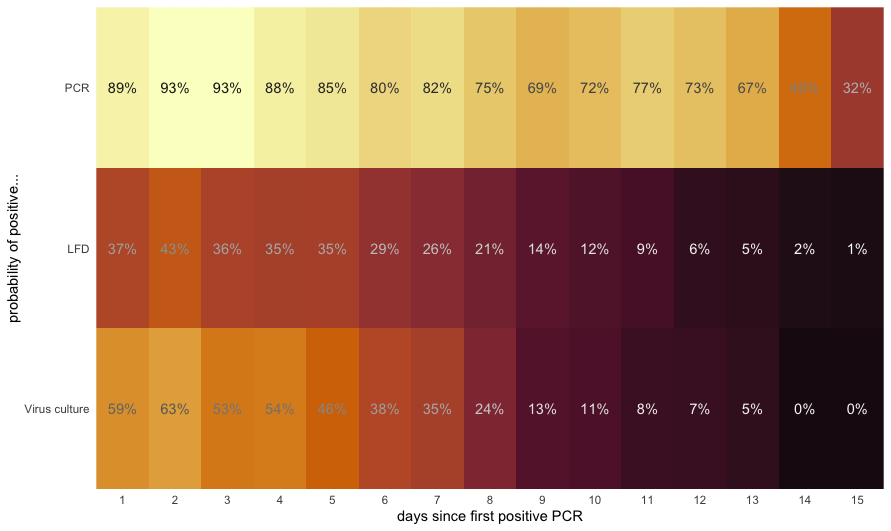 probability of positive...
PCR 89% 93% 93% 88% 85% 80% 82% 75% 69% 72% 77% 73% 67% 32%
LFD 37% 43% 36% 35% 35% 29% 26% 21% 14% 12% 9% 6% 5% 2% 1%
Virus culture 59% 63% 53% 54% 46% 38% 35% 24% 13% 11% 8% 7% 5% 0% 0%
1 2 3 4 5 6 7 8 9 10 11 12 13 14 15
days since first positive PCR